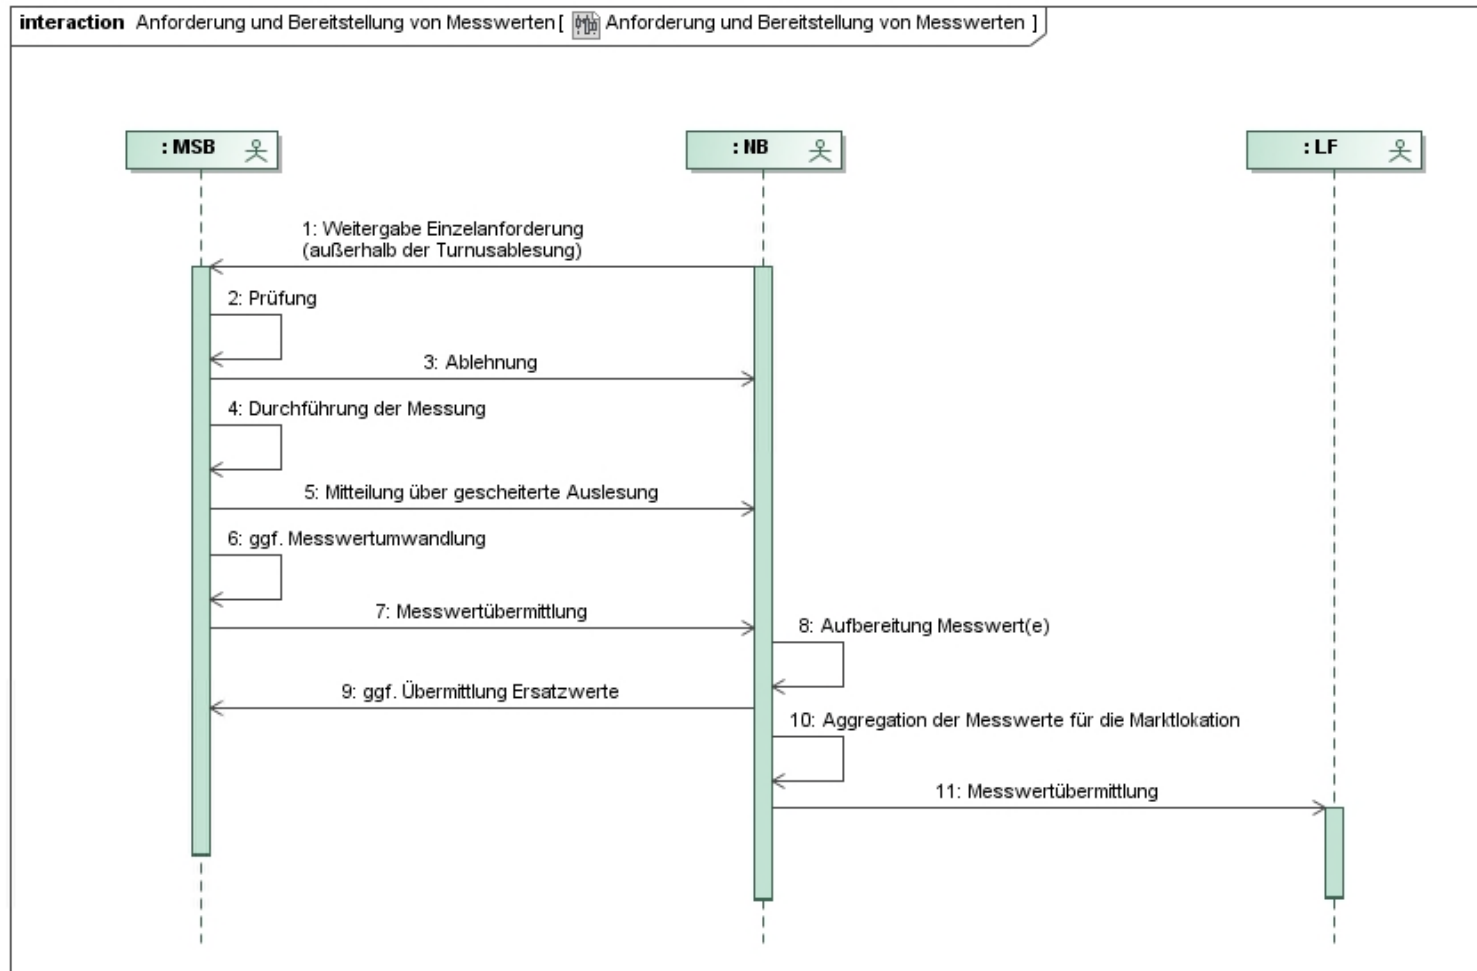 interaction Anforderung und Bereitstellung von Messwerten [ Anforderung und Bereitstellung von Messwerten ]
: MSB
: NB
: LF
1: Weitergabe Einzelanforderung
(außerhalb der Turnusablesung)
2: Prüfung
3: Ablehnung
4: Durchführung der Messung
5: Mitteilung über gescheiterte Auslesung
6: ggf. Messwertumwandlung
7: Messwertübermittlung
8: Aufbereitung Messwert(e)
9: ggf. Übermittlung Ersatzwerte
10: Aggregation der Messwerte für die Marktlokation
11: Messwertübermittlung